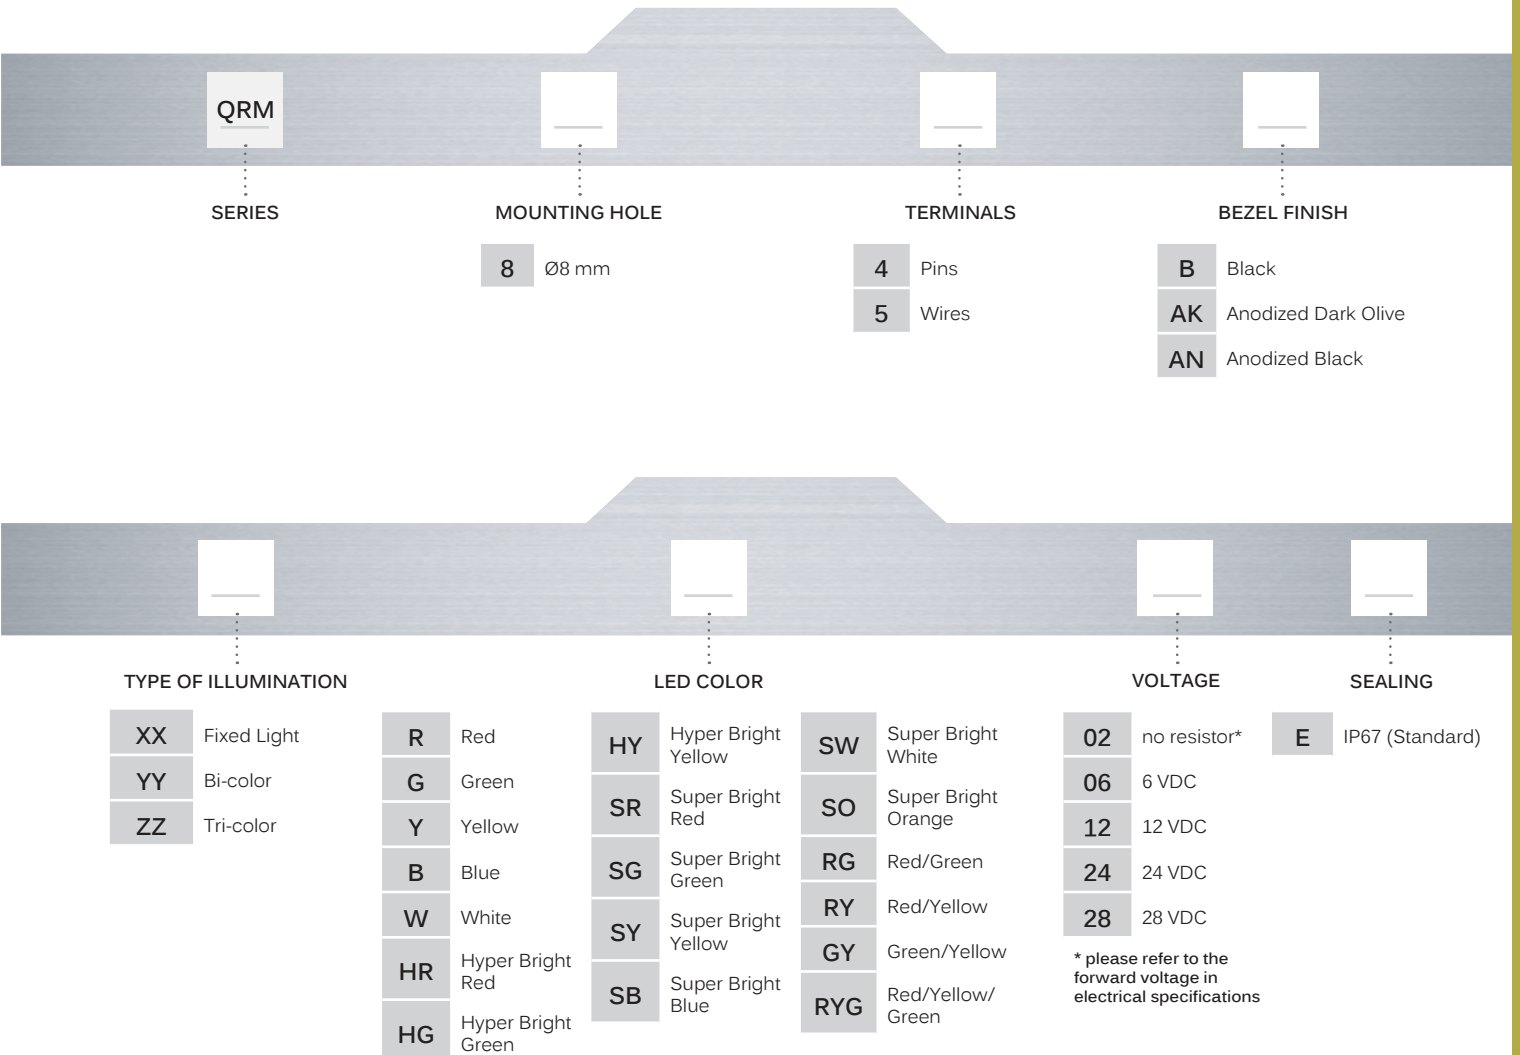 QRM
SERIES
MOUNTING HOLE
8 Ø8 mm
TERMINALS
4 Pins
5 Wires
BEZEL FINISH
B Black
AK Anodized Dark Olive
AN Anodized Black
TYPE OF ILLUMINATION
XX Fixed Light
YY Bi-color
ZZ Tri-color
LED COLOR
R Red
G Green
Y Yellow
B Blue
W White
HR Hyper Bright
Red
HG Hyper Bright
Green
HY Hyper Bright
Yellow
SR Super Bright
Red
SG Super Bright
Green
SY Super Bright
Yellow
SB Super Bright
Blue
SW Super Bright
White
SO Super Bright
Orange
RG Red/Green
RY Red/Yellow
GY Green/Yellow
RYG Red/Yellow/
Green
VOLTAGE
02 no resistor*
06 6 VDC
12 12 VDC
24 24 VDC
28 28 VDC
* please refer to the
forward voltage in
electrical specifications
SEALING
E IP67 (Standard)